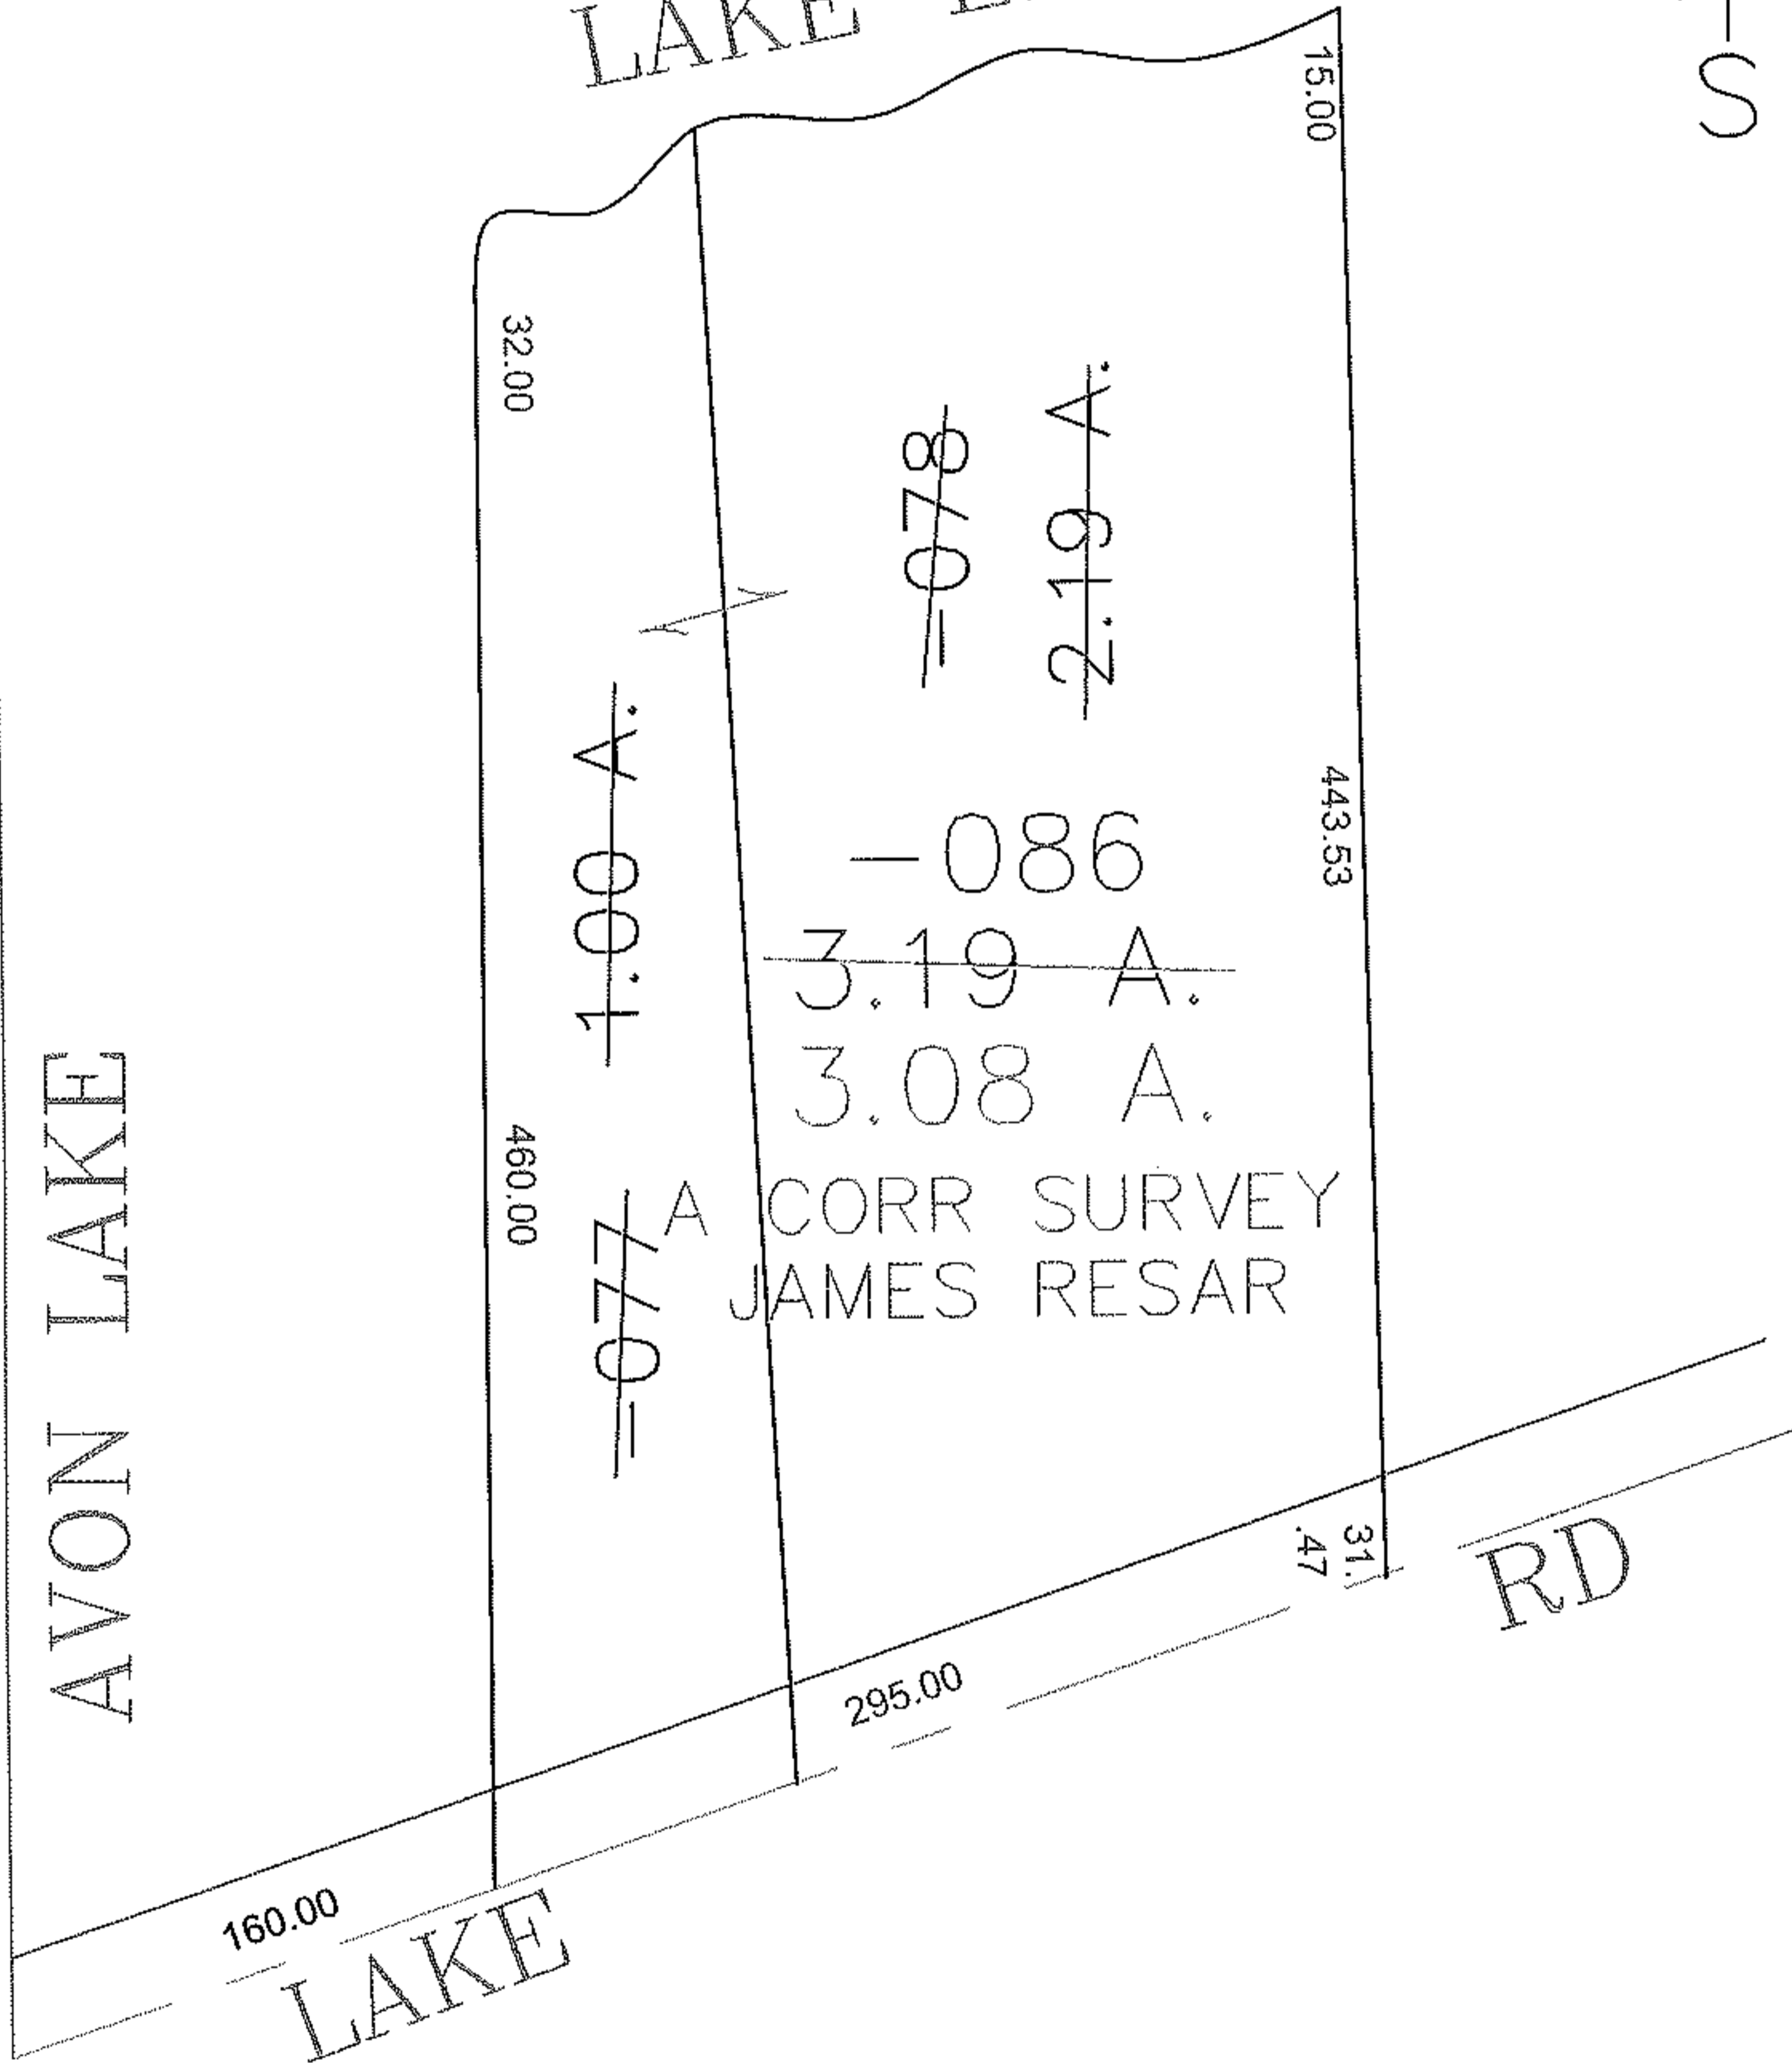 LAKE
S
15.00
32.00
-078
2.19 A.
443.53
1.00 A.
-086
3.19 A.
3.08 A.
A CORR SURVEY
JAMES RESAR
460.00
-077
AVON LAKE
31.
.47
RD
295.00
160.00
LAKE